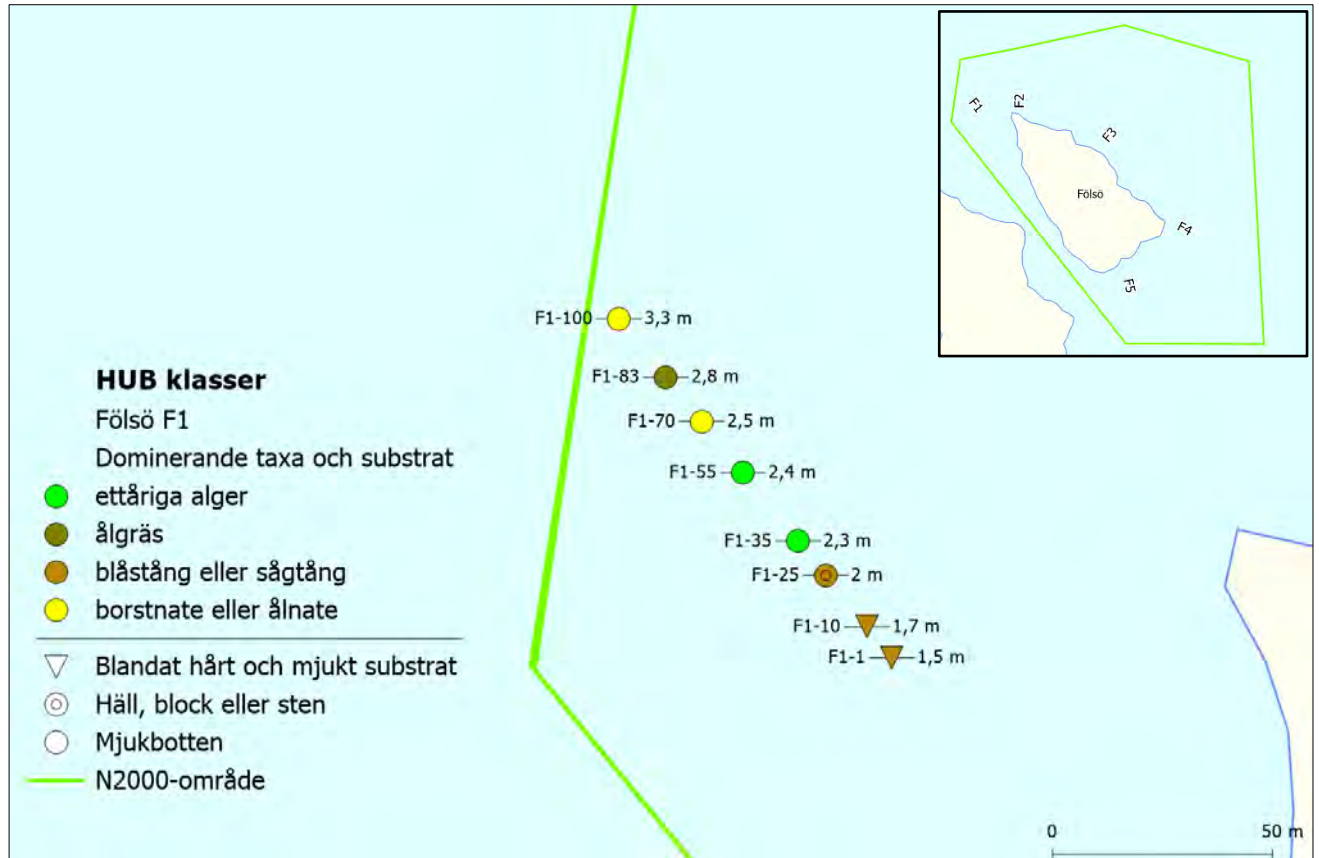 F1
F2
F3
Fölsö
F4
F5
F1-100 3,3 m
F1-83 2,8 m
F1-70 2,5 m
F1-55 2,4 m
F1-35 2,3 m
F1-25 2 m
F1-10 1,7 m
F1-1 1,5 m
HUB klasser
Fölsö F1
Dominerande taxa och substrat
ettåriga alger
ålgräs
blåstång eller sågtång
borstnate eller ålnate
Blandat hårt och mjukt substrat
Häll, block eller sten
Mjukbotten
N2000-område
0 50 m